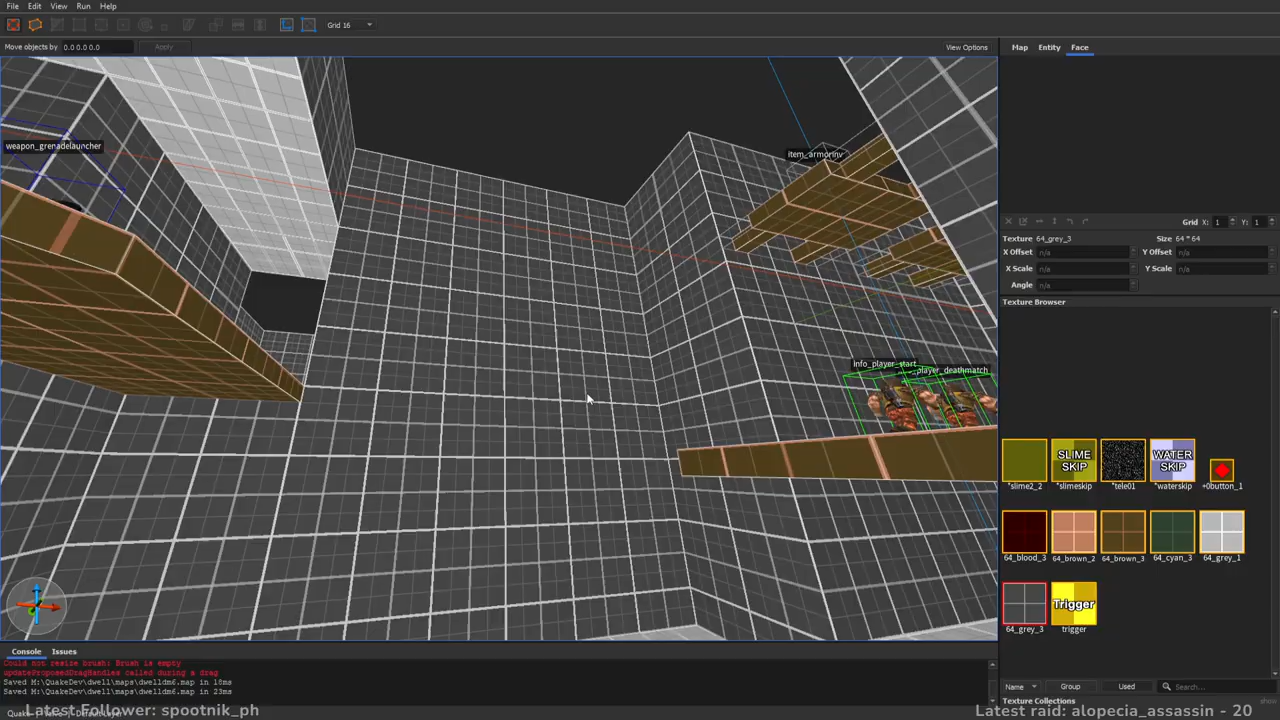 File Edit View Run Help
Grid 16
Move objects by 0.0 0.0 0.0 Apply View Options
Map Entity Face
weapon_grenadelauncher
item_armorInv
info_player_start
_player_deathmatch
Grid X: 1 Y: 1
Texture 64_grey_3 Size 64 * 64
X Offset n/a Y Offset n/a
X Scale n/a Y Scale n/a
Angle n/a
Texture Browser
SLIME SKIP
WATER SKIP
*slime2_2 *slimeskip *tele01 *waterskip +0button_1
64_blood_3 64_brown_2 64_brown_3 64_cyan_3 64_grey_1
Trigger
64_grey_3 trigger
Console Issues
Could not resize brush: Brush is empty
updateProposedDragHandles called during a drag
Saved M:\QuakeDev\dwell\maps\dwelldm6.map in 18ms
Saved M:\QuakeDev\dwell\maps\dwelldm6.map in 23ms
Name Group Used Search...
Texture Collections show
Latest Follower: spootnik_ph
Latest raid: alopecia_assassin - 20